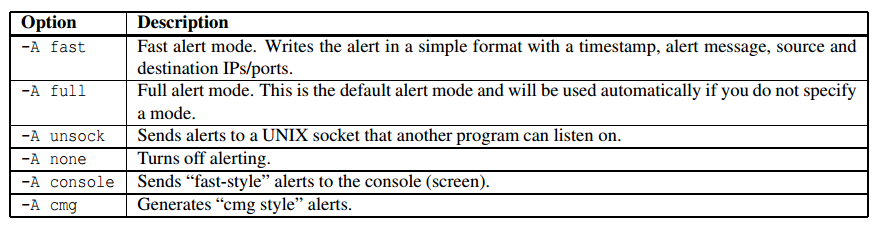 Option Description
-A fast Fast alert mode. Writes the alert in a simple format with a timestamp, alert message, source and
destination IPs/ports.
-A full Full alert mode. This is the default alert mode and will be used automatically if you do not specify
a mode.
-A unsock Sends alerts to a UNIX socket that another program can listen on.
-A none Turns off alerting.
-A console Sends “fast-style” alerts to the console (screen).
-A cmg Generates “cmg style” alerts.